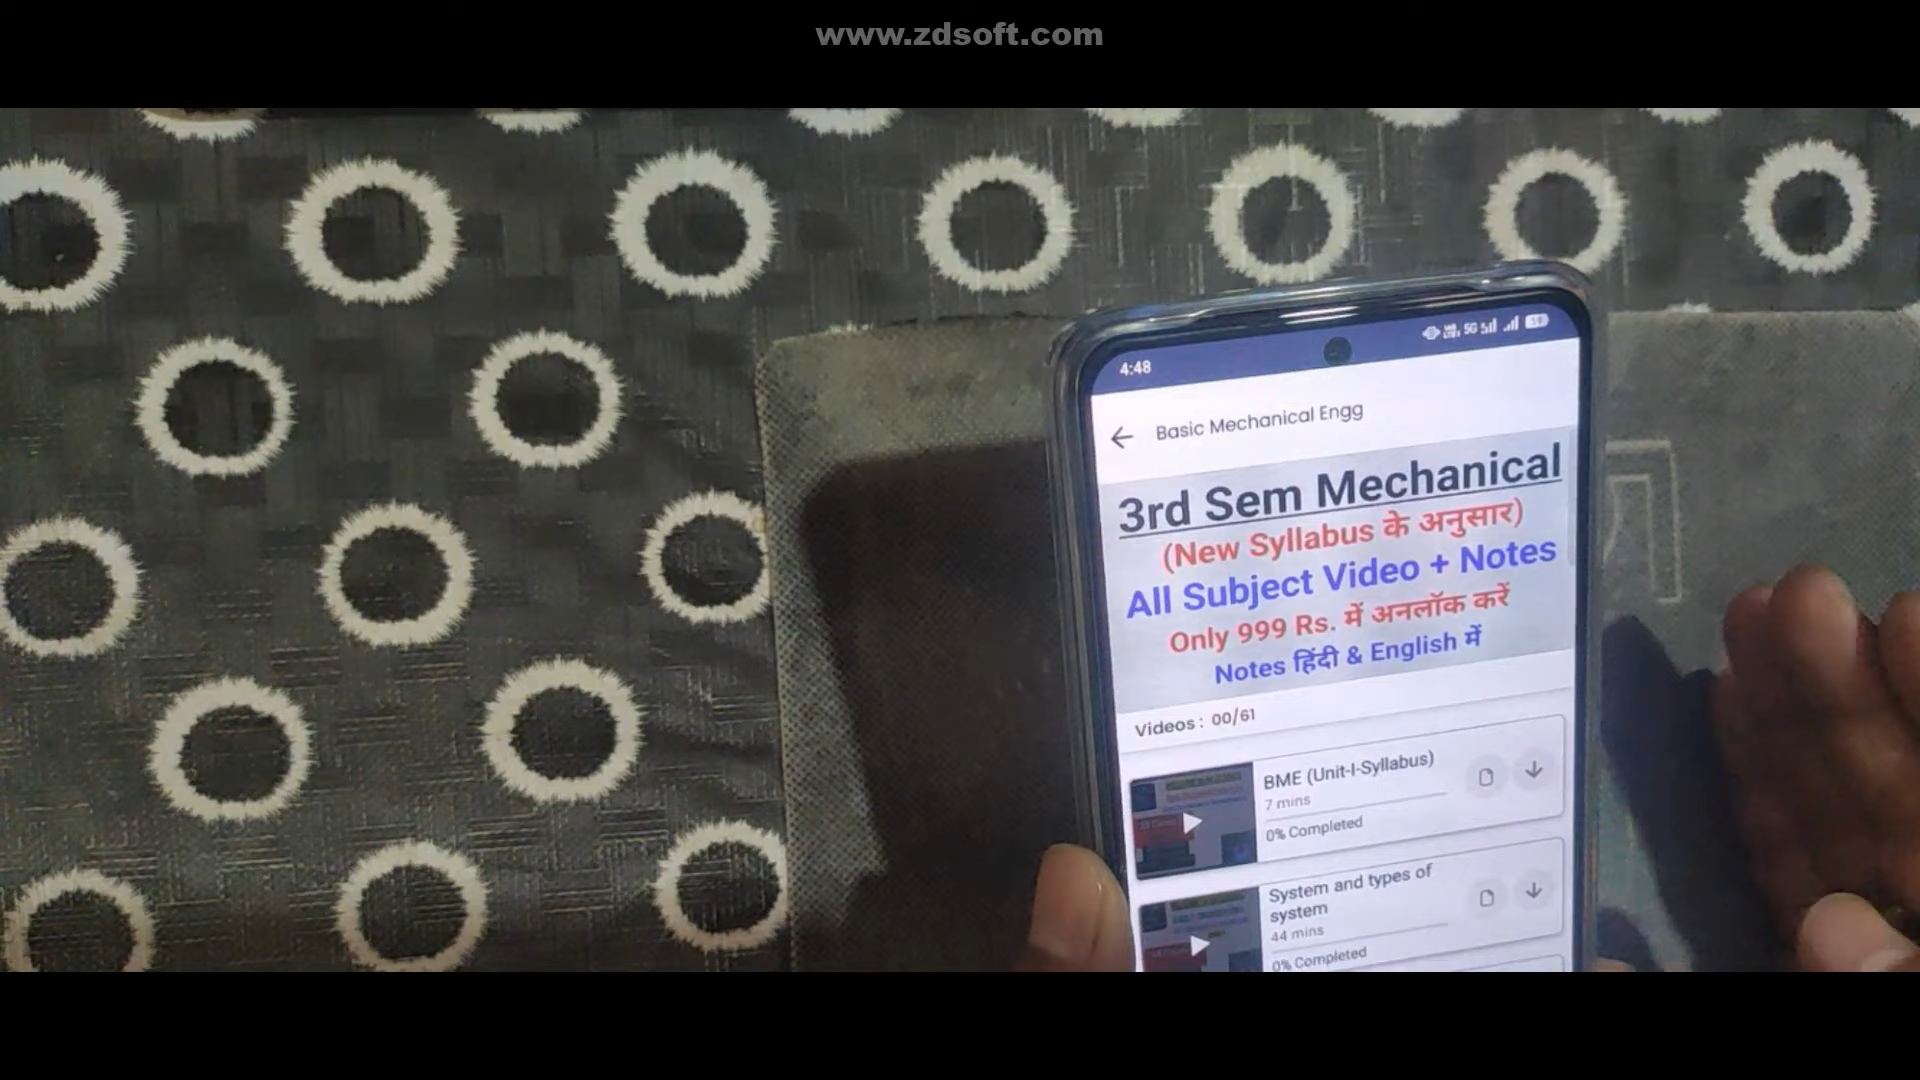 www.zdsoft.com
4:48
5G
Basic Mechanical Engg
3rd Sem Mechanical
(New Syllabus के अनुसार)
All Subject Video + Notes
Only 999 Rs. में अनलॉक करें
Notes हिंदी & English में
Videos : 00/61
BME (Unit-I-Syllabus)
7 mins
0% Completed
System and types of
system
44 mins
0% Completed